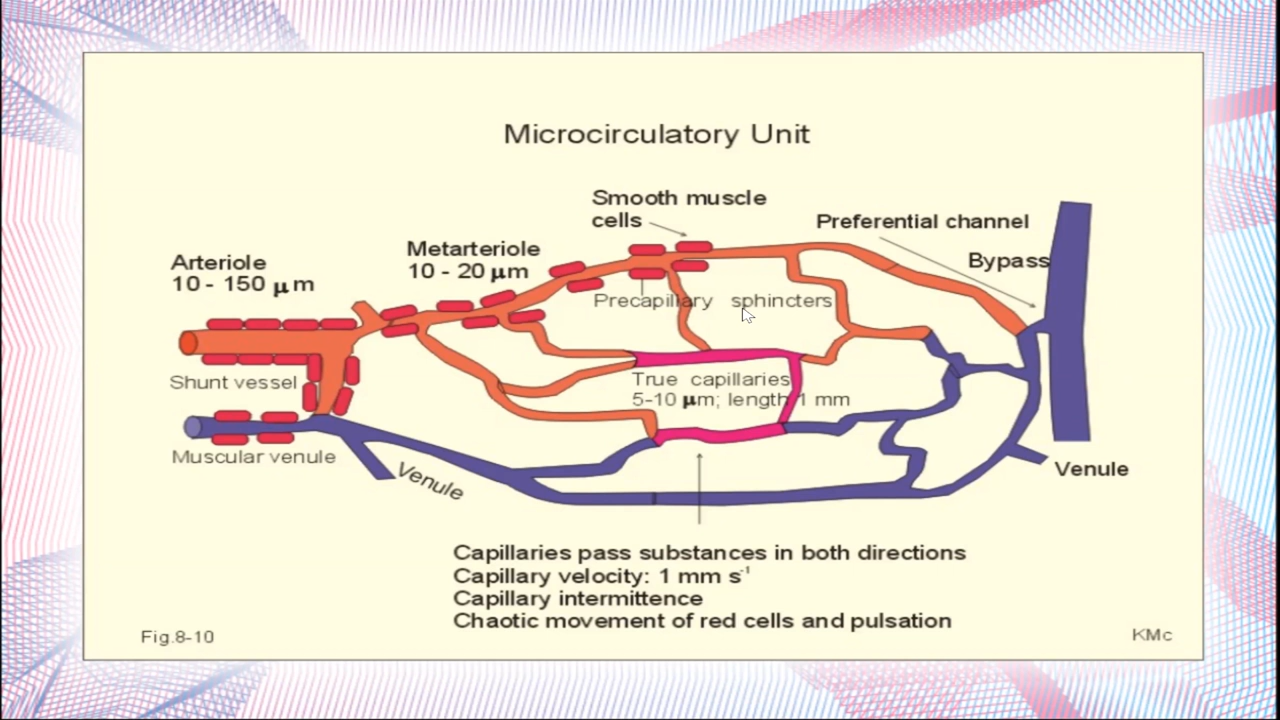 Microcirculatory Unit
Smooth muscle
cells
Preferential channel
Bypass
Metarteriole
10 - 20 μm
Arteriole
10 - 150 μm
Precapillary sphincters
Shunt vessel
True capillaries
5-10 μm; length 1 mm
Muscular venule
Venule
Venule
Capillaries pass substances in both directions
Capillary velocity: 1 mm s⁻¹
Capillary intermittence
Chaotic movement of red cells and pulsation
Fig.8-10
KMc